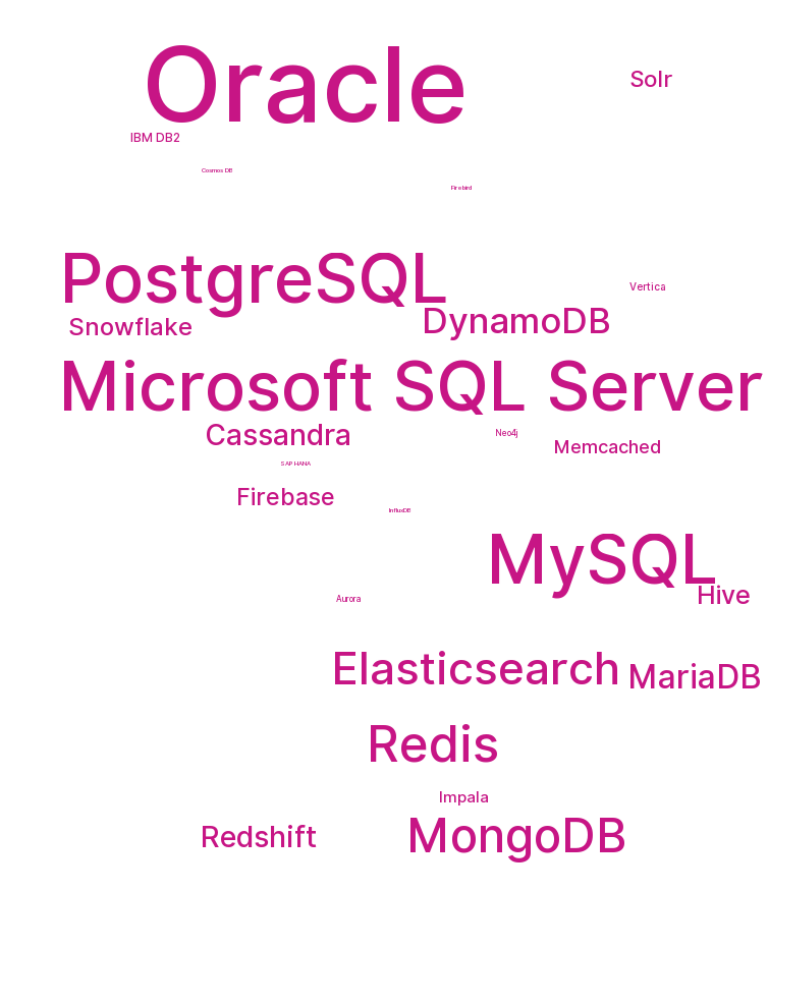 Oracle
Solr
IBM DB2
Cosmos DB
Firebird
PostgreSQL
Vertica
DynamoDB
Snowflake
Microsoft SQL Server
Cassandra
Neo4j
Memcached
SAP HANA
Firebase
InfluxDB
MySQL
Hive
Aurora
Elasticsearch
MariaDB
Redis
Impala
Redshift
MongoDB